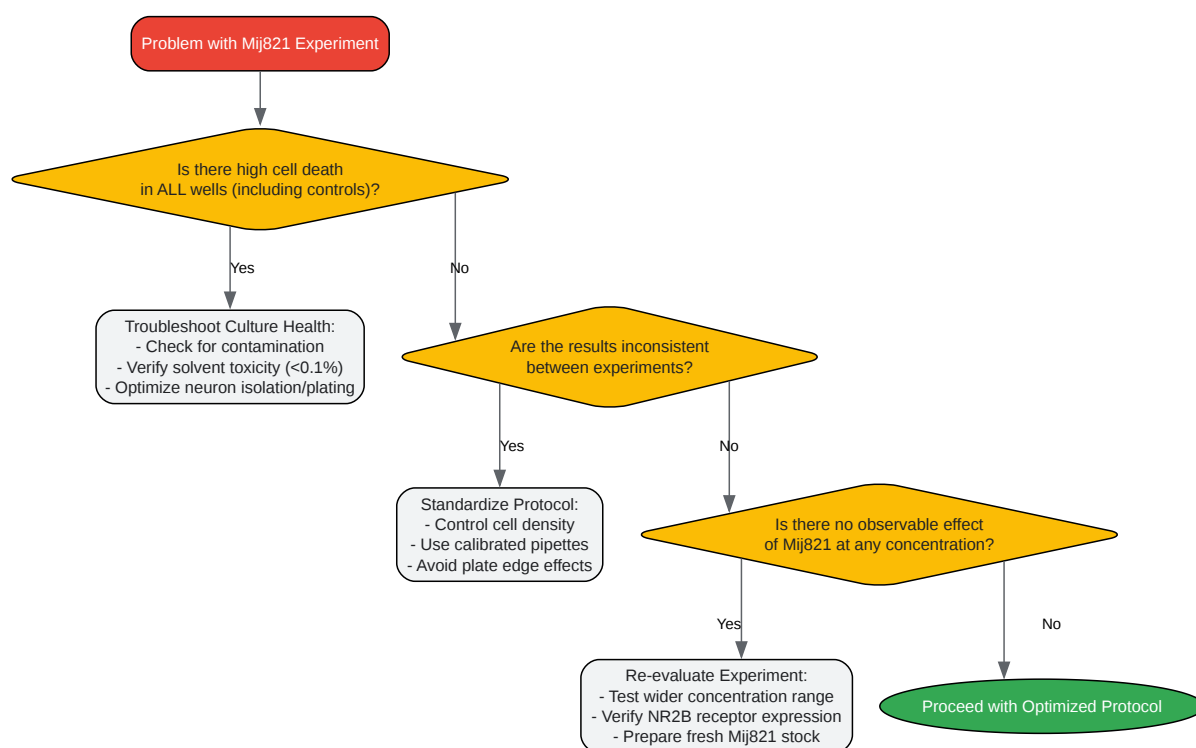 Problem with Mij821 Experiment
Is there high cell death
in ALL wells (including controls)?
Yes
No
Troubleshoot Culture Health:
- Check for contamination
- Verify solvent toxicity (<0.1%)
- Optimize neuron isolation/plating
Are the results inconsistent
between experiments?
Yes
No
Standardize Protocol:
- Control cell density
- Use calibrated pipettes
- Avoid plate edge effects
Is there no observable effect
of Mij821 at any concentration?
Yes
No
Re-evaluate Experiment:
- Test wider concentration range
- Verify NR2B receptor expression
- Prepare fresh Mij821 stock
Proceed with Optimized Protocol